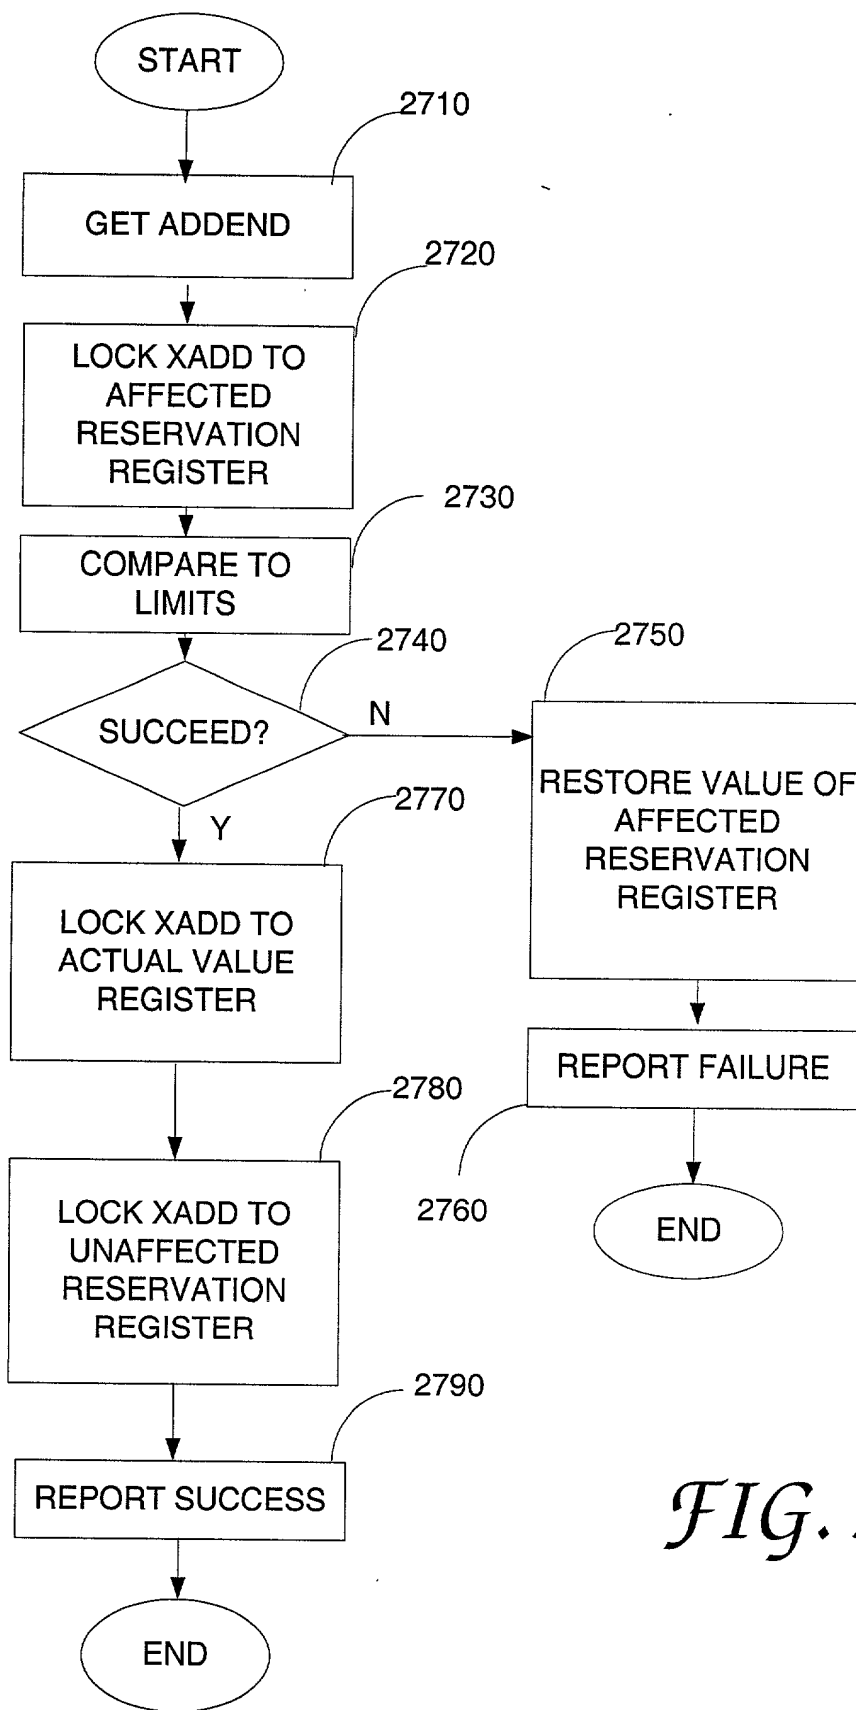 START
2710
GET ADDEND
2720
LOCK XADD TO
AFFECTED
RESERVATION
REGISTER
2730
COMPARE TO
LIMITS
2740
SUCCEED?
N
2750
RESTORE VALUE OF
AFFECTED
RESERVATION
REGISTER
Y
2770
LOCK XADD TO
ACTUAL VALUE
REGISTER
REPORT FAILURE
2760
END
2780
LOCK XADD TO
UNAFFECTED
RESERVATION
REGISTER
2790
REPORT SUCCESS
END
FIG.